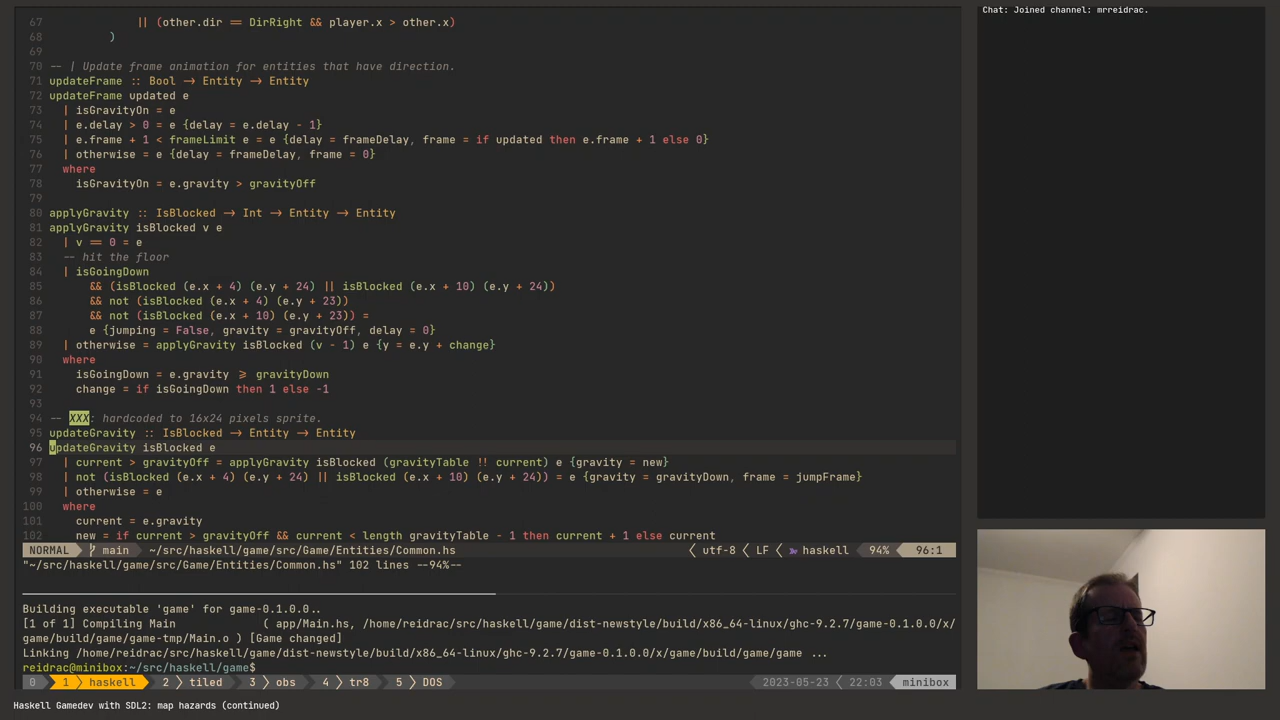 67                 || (other.dir == DirRight && player.x > other.x)
68             )
69
70 -- | Update frame animation for entities that have direction.
71 updateFrame :: Bool → Entity → Entity
72 updateFrame updated e
73   | isGravityOn = e
74   | e.delay > 0 = e {delay = e.delay - 1}
75   | e.frame + 1 < frameLimit e = e {delay = frameDelay, frame = if updated then e.frame + 1 else 0}
76   | otherwise = e {delay = frameDelay, frame = 0}
77   where
78     isGravityOn = e.gravity > gravityOff
79
80 applyGravity :: IsBlocked → Int → Entity → Entity
81 applyGravity isBlocked v e
82   | v == 0 = e
83   -- hit the floor
84   | isGoingDown
85       && (isBlocked (e.x + 4) (e.y + 24) || isBlocked (e.x + 10) (e.y + 24))
86       && not (isBlocked (e.x + 4) (e.y + 23))
87       && not (isBlocked (e.x + 10) (e.y + 23)) =
88       e {jumping = False, gravity = gravityOff, delay = 0}
89   | otherwise = applyGravity isBlocked (v - 1) e {y = e.y + change}
90   where
91     isGoingDown = e.gravity ≥ gravityDown
92     change = if isGoingDown then 1 else -1
93
94 -- XXX: hardcoded to 16x24 pixels sprite.
95 updateGravity :: IsBlocked → Entity → Entity
96 updateGravity isBlocked e
97   | current > gravityOff = applyGravity isBlocked (gravityTable !! current) e {gravity = new}
98   | not (isBlocked (e.x + 4) (e.y + 24) || isBlocked (e.x + 10) (e.y + 24)) = e {gravity = gravityDown, frame = jumpFrame}
99   | otherwise = e
100   where
101     current = e.gravity
102     new = if current > gravityOff && current < length gravityTable - 1 then current + 1 else current
NORMAL main ~/src/haskell/game/src/Game/Entities/Common.hs utf-8 LF haskell 94% 96:1
"~/src/haskell/game/src/Game/Entities/Common.hs" 102 lines --94%--
Building executable 'game' for game-0.1.0.0..
[1 of 1] Compiling Main             ( app/Main.hs, /home/reidrac/src/haskell/game/dist-newstyle/build/x86_64-linux/ghc-9.2.7/game-0.1.0.0/x/
game/build/game/game-tmp/Main.o ) [Game changed]
Linking /home/reidrac/src/haskell/game/dist-newstyle/build/x86_64-linux/ghc-9.2.7/game-0.1.0.0/x/game/build/game/game ...
reidrac@minibox:~/src/haskell/game$
0 1 haskell 2 tiled 3 obs 4 tr8 5 DOS 2023-05-23 22:03 minibox
Haskell Gamedev with SDL2: map hazards (continued)
Chat: Joined channel: mrreidrac.